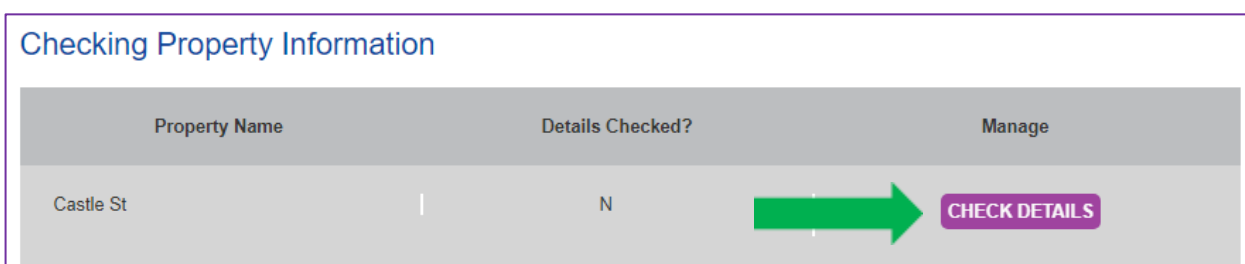 Checking Property Information
Property Name Details Checked? Manage
Castle St N CHECK DETAILS